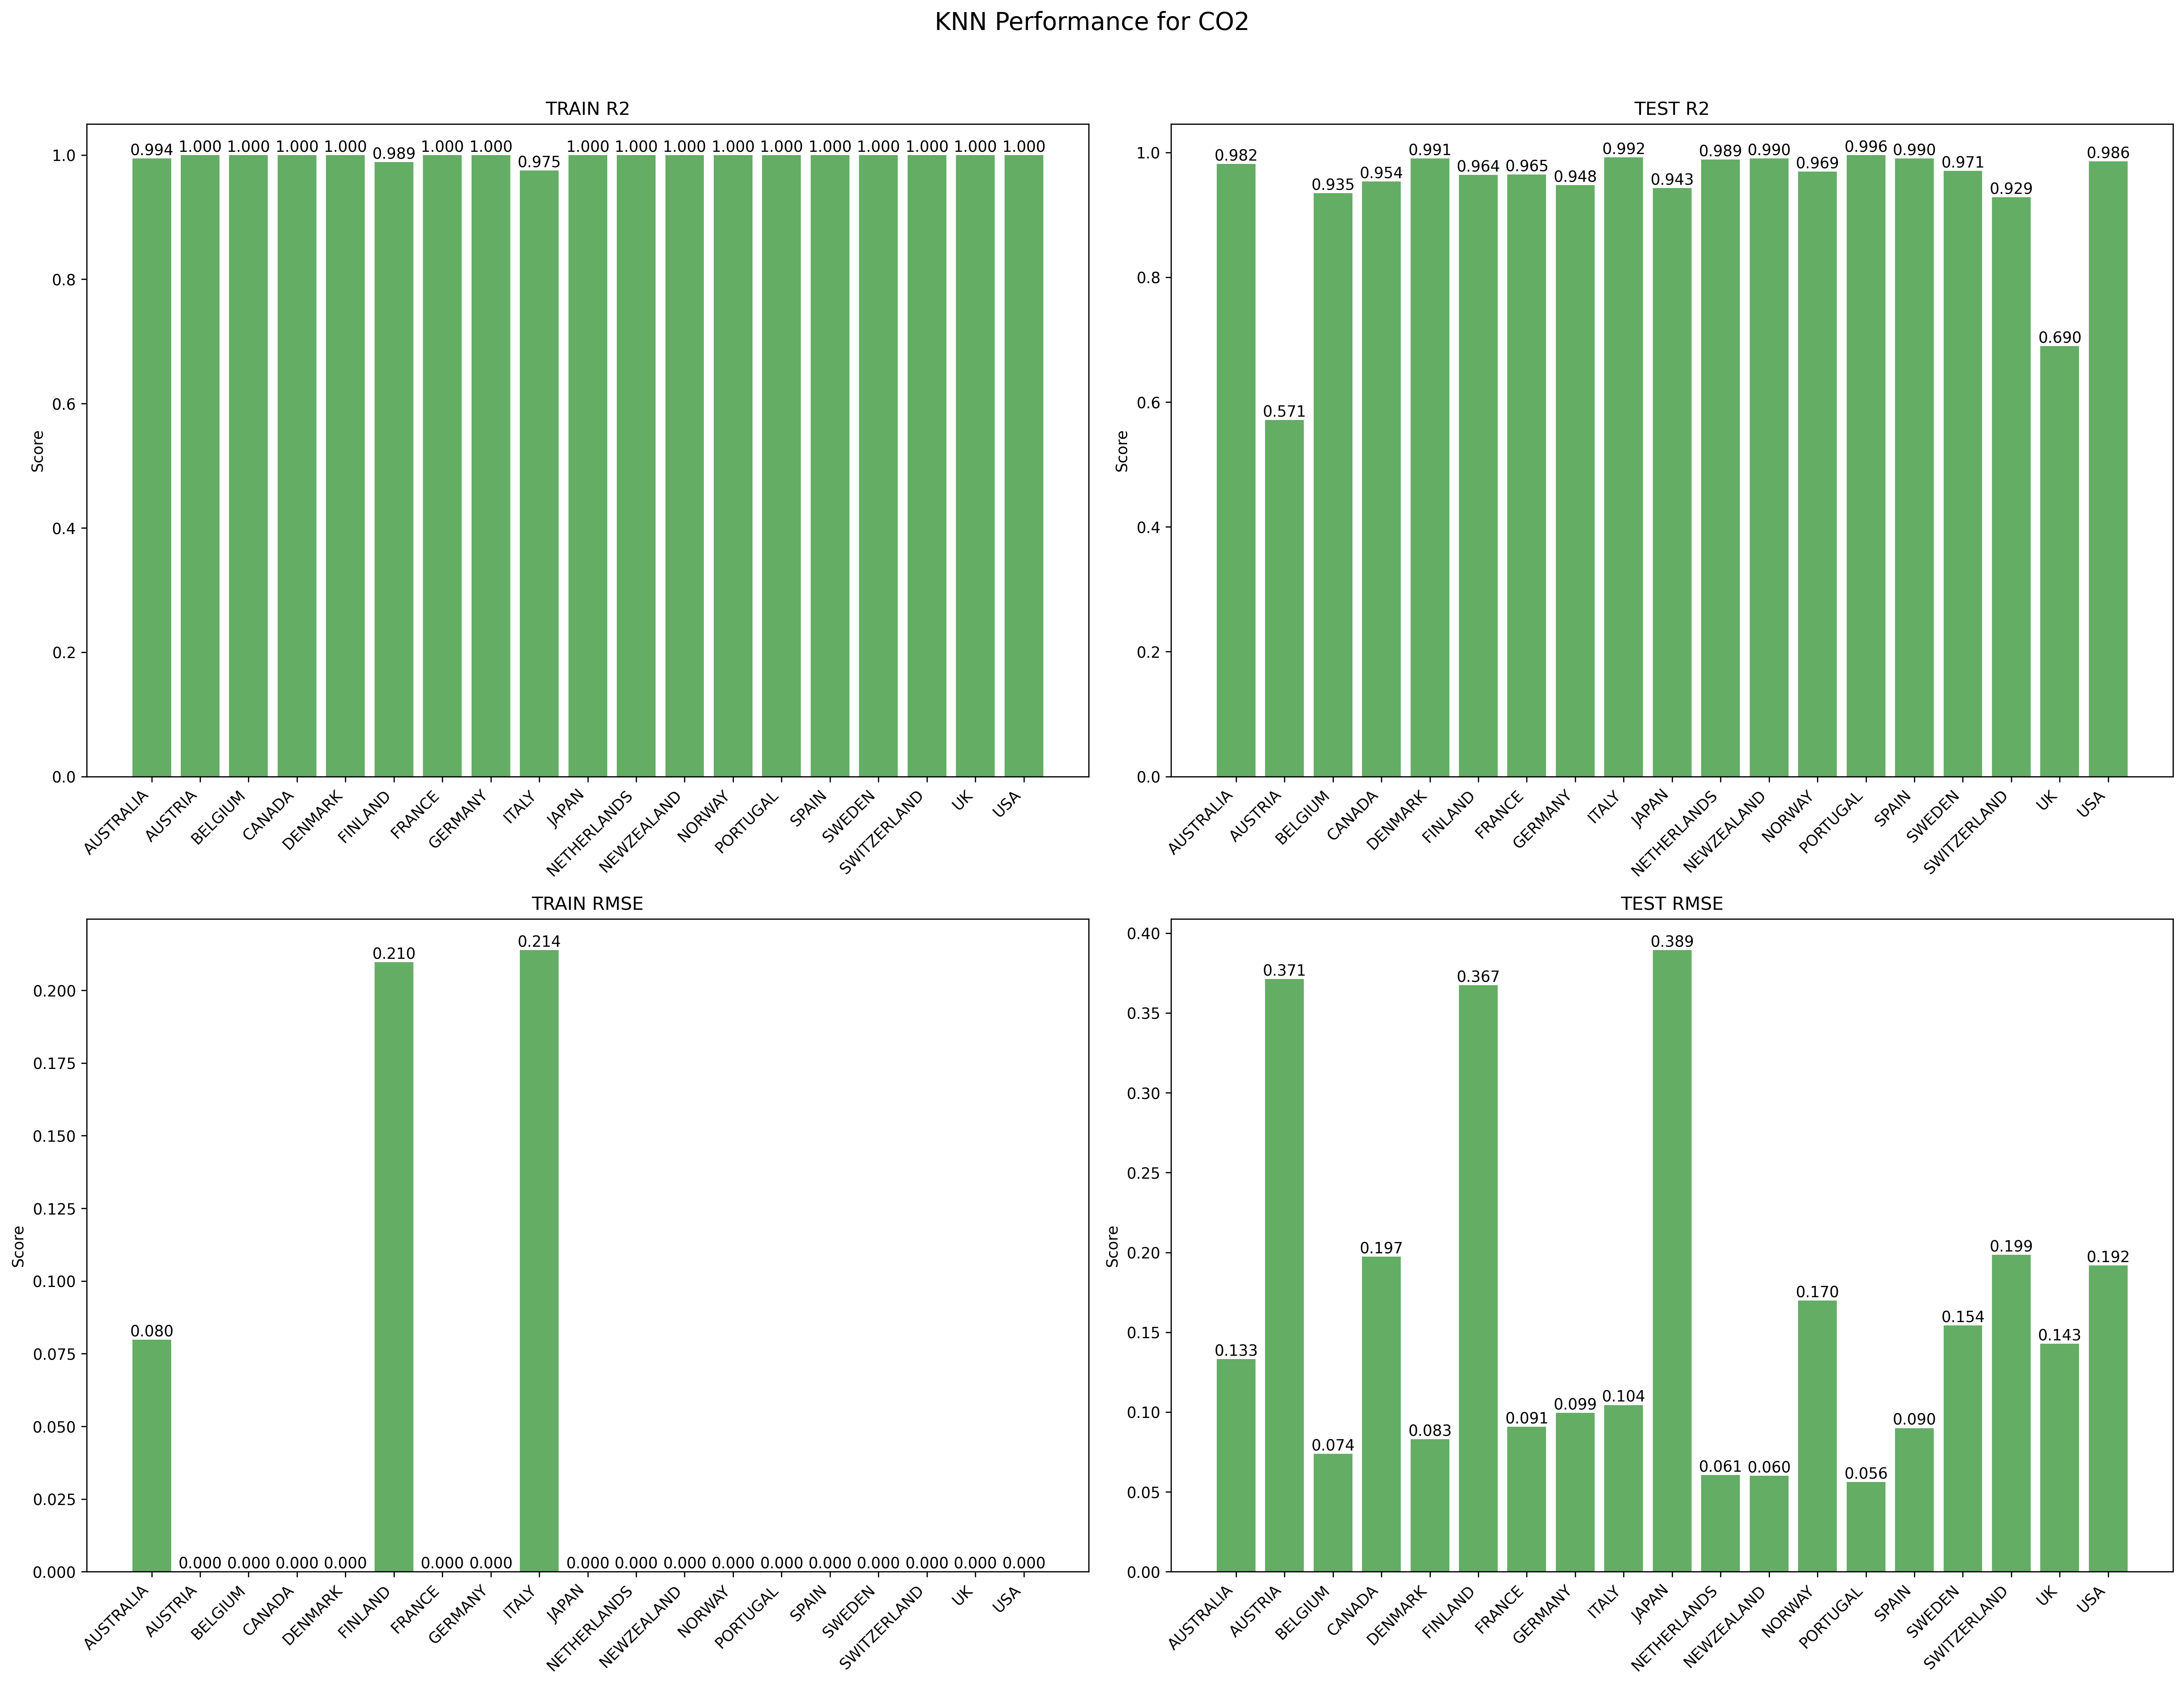 KNN Performance for CO2
TRAIN R2
Score
1.0
0.8
0.6
0.4
0.2
0.0
0.994 1.000 1.000 1.000 1.000 0.989 1.000 1.000 0.975 1.000 1.000 1.000 1.000 1.000 1.000 1.000 1.000 1.000 1.000
AUSTRALIA AUSTRIA BELGIUM CANADA DENMARK FINLAND FRANCE GERMANY ITALY JAPAN NETHERLANDS NEWZEALAND NORWAY PORTUGAL SPAIN SWEDEN SWITZERLAND UK USA
TEST R2
Score
1.0
0.8
0.6
0.4
0.2
0.0
0.982 0.571 0.935 0.954 0.991 0.964 0.965 0.948 0.992 0.943 0.989 0.990 0.969 0.996 0.990 0.971 0.929 0.690 0.986
AUSTRALIA AUSTRIA BELGIUM CANADA DENMARK FINLAND FRANCE GERMANY ITALY JAPAN NETHERLANDS NEWZEALAND NORWAY PORTUGAL SPAIN SWEDEN SWITZERLAND UK USA
TRAIN RMSE
Score
0.200
0.175
0.150
0.125
0.100
0.075
0.050
0.025
0.000
0.080 0.000 0.000 0.000 0.000 0.210 0.000 0.000 0.214 0.000 0.000 0.000 0.000 0.000 0.000 0.000 0.000 0.000 0.000
AUSTRALIA AUSTRIA BELGIUM CANADA DENMARK FINLAND FRANCE GERMANY ITALY JAPAN NETHERLANDS NEWZEALAND NORWAY PORTUGAL SPAIN SWEDEN SWITZERLAND UK USA
TEST RMSE
Score
0.40
0.35
0.30
0.25
0.20
0.15
0.10
0.05
0.00
0.133 0.371 0.074 0.197 0.083 0.367 0.091 0.099 0.104 0.389 0.061 0.060 0.170 0.056 0.090 0.154 0.199 0.143 0.192
AUSTRALIA AUSTRIA BELGIUM CANADA DENMARK FINLAND FRANCE GERMANY ITALY JAPAN NETHERLANDS NEWZEALAND NORWAY PORTUGAL SPAIN SWEDEN SWITZERLAND UK USA